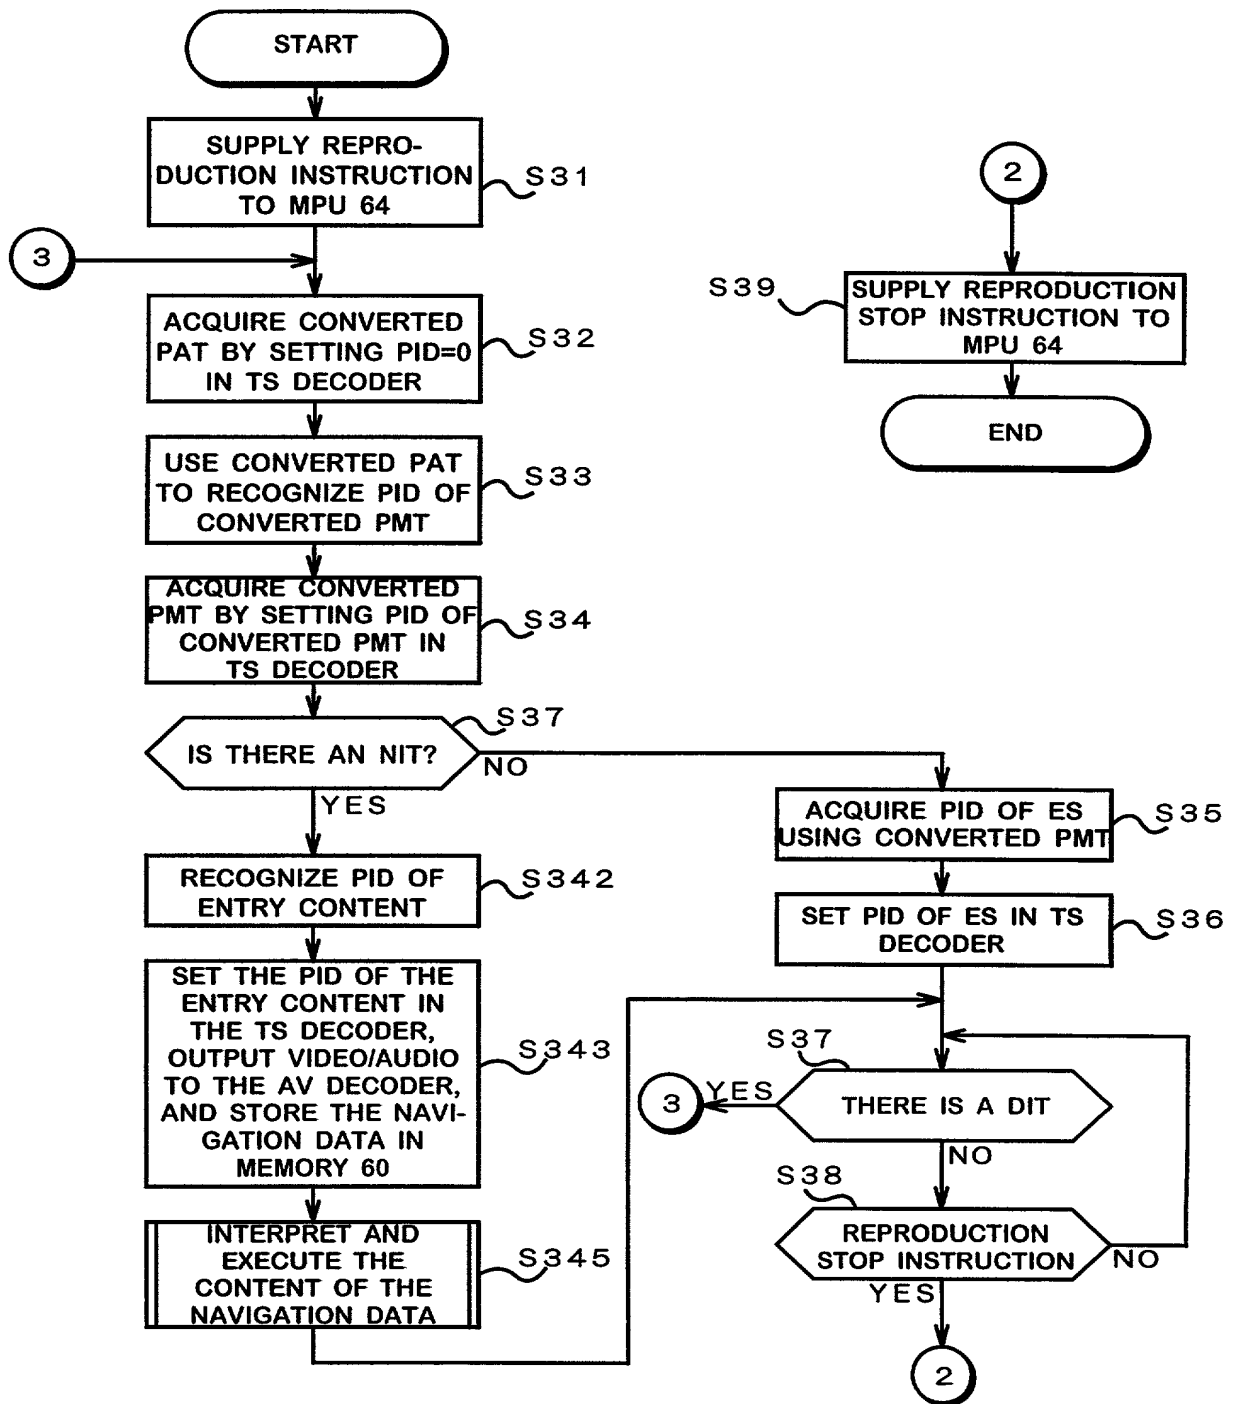 START
SUPPLY REPRO-
DUCTION INSTRUCTION
TO MPU 64
S31
3
ACQUIRE CONVERTED
PAT BY SETTING PID=0
IN TS DECODER
S32
USE CONVERTED PAT
TO RECOGNIZE PID OF
CONVERTED PMT
S33
ACQUIRE CONVERTED
PMT BY SETTING PID OF
CONVERTED PMT IN
TS DECODER
S34
IS THERE AN NIT?
S37
NO
YES
RECOGNIZE PID OF
ENTRY CONTENT
S342
SET THE PID OF THE
ENTRY CONTENT IN
THE TS DECODER,
OUTPUT VIDEO/AUDIO
TO THE AV DECODER,
AND STORE THE NAVI-
GATION DATA IN
MEMORY 60
S343
INTERPRET AND
EXECUTE THE
CONTENT OF THE
NAVIGATION DATA
S345
2
S39
SUPPLY REPRODUCTION
STOP INSTRUCTION TO
MPU 64
END
ACQUIRE PID OF ES
USING CONVERTED PMT
S35
SET PID OF ES IN TS
DECODER
S36
S37
THERE IS A DIT
YES
3
NO
S38
REPRODUCTION
STOP INSTRUCTION
NO
YES
2